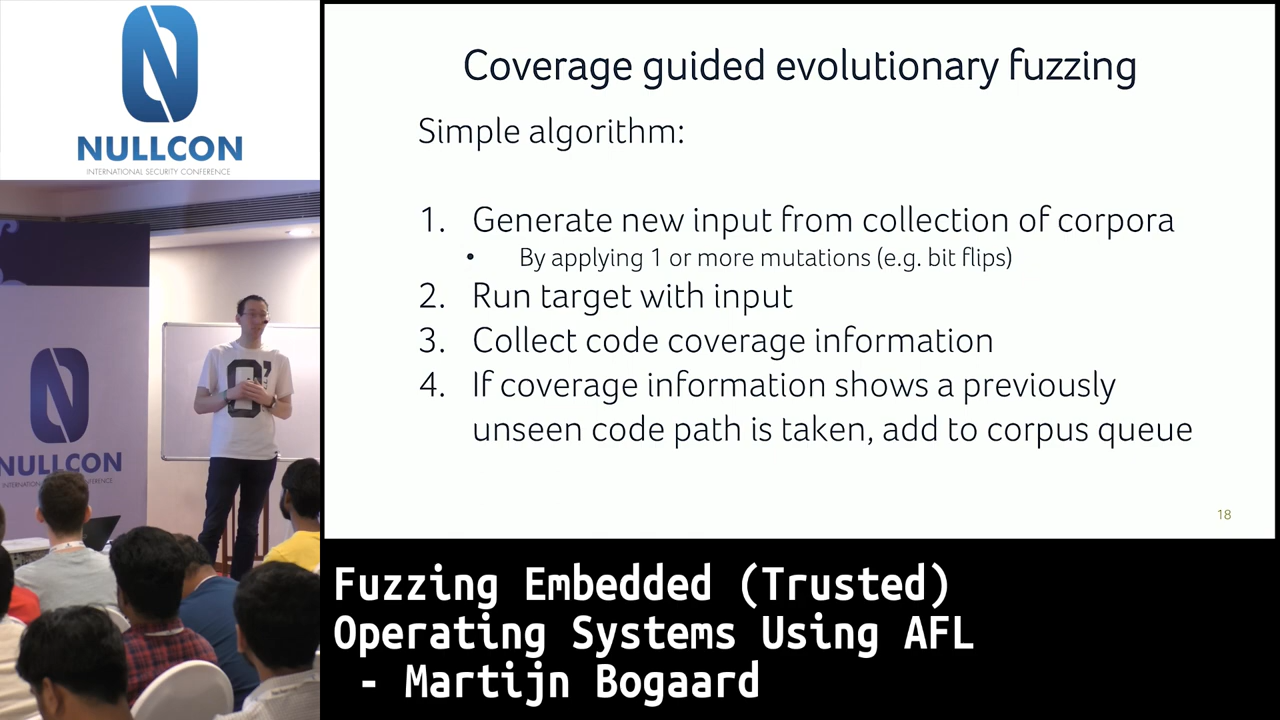 NULLCON
INTERNATIONAL SECURITY CONFERENCE
NULLCON
Coverage guided evolutionary fuzzing
Simple algorithm:
1. Generate new input from collection of corpora
• By applying 1 or more mutations (e.g. bit flips)
2. Run target with input
3. Collect code coverage information
4. If coverage information shows a previously
unseen code path is taken, add to corpus queue
18
Fuzzing Embedded (Trusted)
Operating Systems Using AFL
- Martijn Bogaard